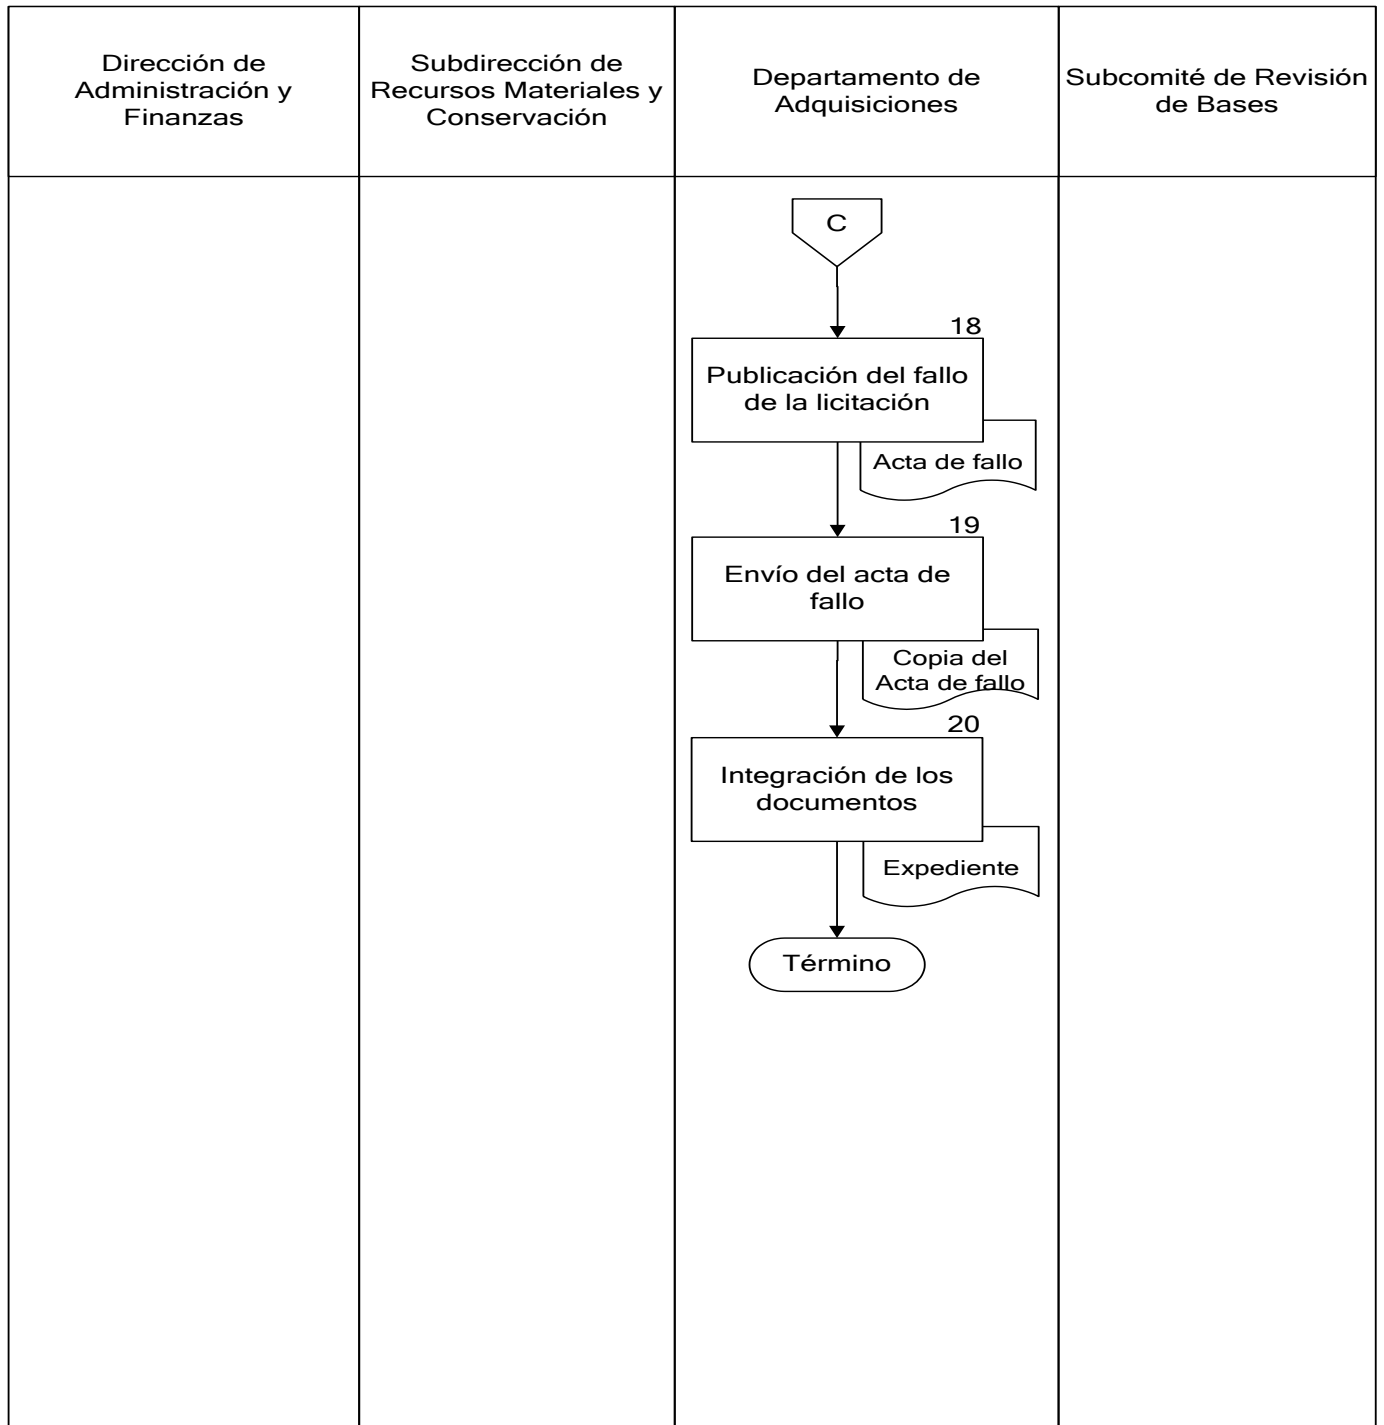 Dirección de
Administración y
Finanzas
Subdirección de
Recursos Materiales y
Conservación
Departamento de
Adquisiciones
Subcomité de Revisión
de Bases
C
18
Publicación del fallo
de la licitación
Acta de fallo
19
Envío del acta de
fallo
Copia del
Acta de fallo
20
Integración de los
documentos
Expediente
Término